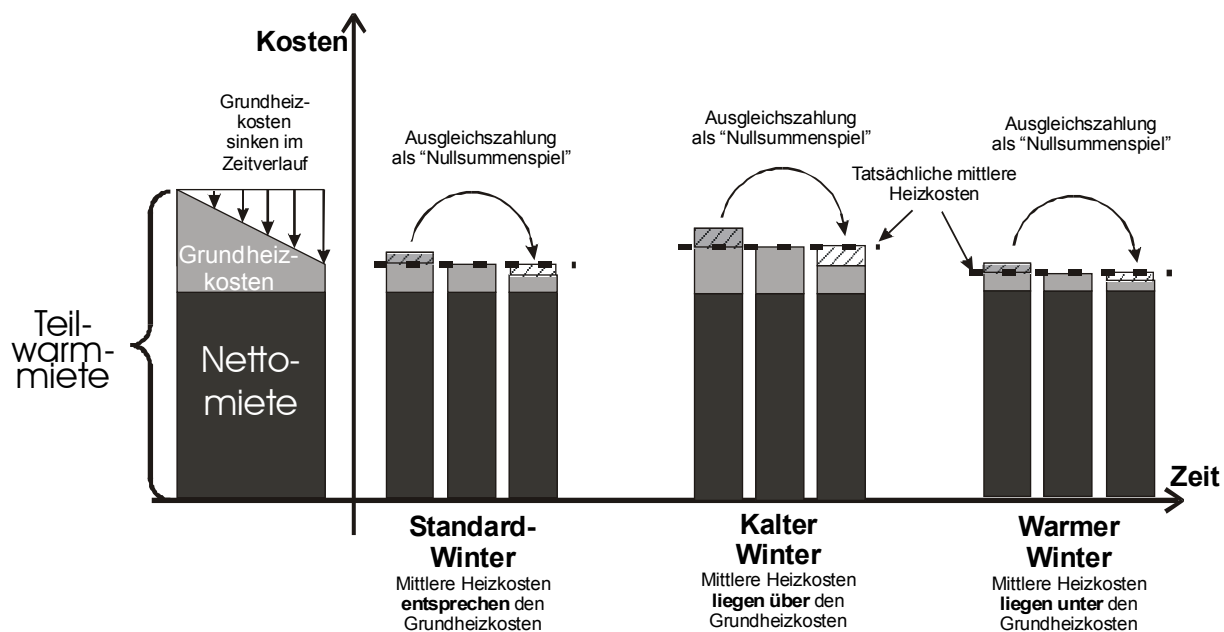 Kosten
Grundheiz-
kosten
sinken im
Zeitverlauf
Ausgleichszahlung
als “Nullsummenspiel”
Ausgleichszahlung
als “Nullsummenspiel”
Ausgleichszahlung
als “Nullsummenspiel”
Tatsächliche mittlere
Heizkosten
Grundheiz-
kosten
Teil-
warm-
miete
Netto-
miete
Zeit
Standard-
Winter
Mittlere Heizkosten
entsprechen den
Grundheizkosten
Kalter
Winter
Mittlere Heizkosten
liegen über den
Grundheizkosten
Warmer
Winter
Mittlere Heizkosten
liegen unter den
Grundheizkosten